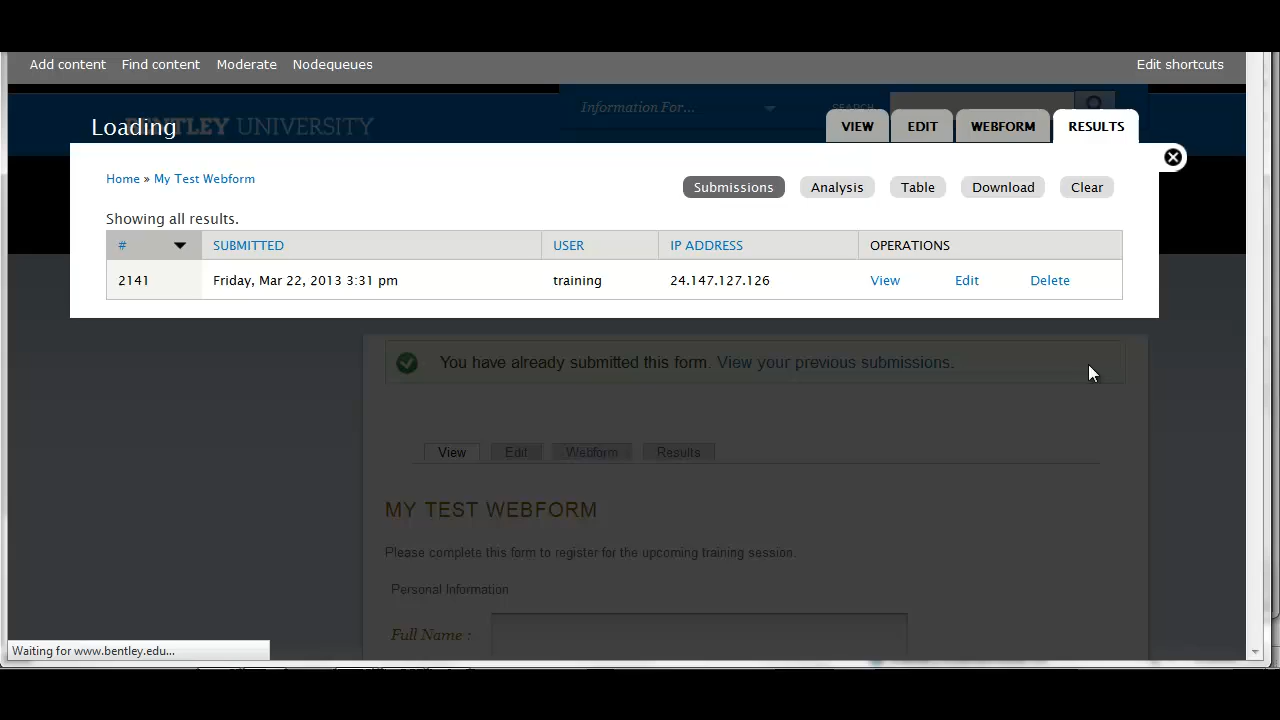 Add content Find content Moderate Nodequeues Edit shortcuts
Information For... SEARCH
Loading BENTLEY UNIVERSITY
VIEW EDIT WEBFORM RESULTS
Home » My Test Webform
Submissions Analysis Table Download Clear
Showing all results.
# SUBMITTED USER IP ADDRESS OPERATIONS
2141 Friday, Mar 22, 2013 3:31 pm training 24.147.127.126 View Edit Delete
You have already submitted this form. View your previous submissions.
View Edit Webform Results
MY TEST WEBFORM
Please complete this form to register for the upcoming training session.
Personal Information
Full Name :
Waiting for www.bentley.edu...